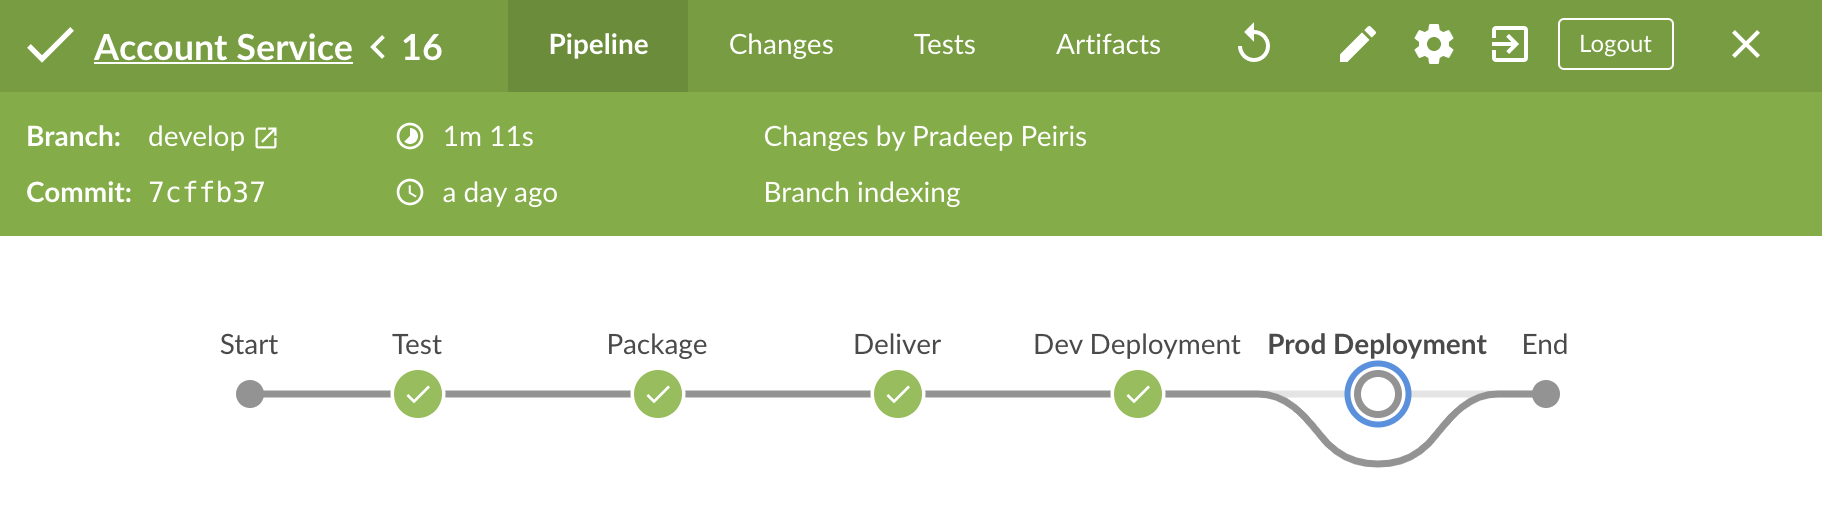 Account Service < 16 Pipeline Changes Tests Artifacts Logout
Branch: develop 1m 11s Changes by Pradeep Peiris
Commit: 7cffb37 a day ago Branch indexing
Start Test Package Deliver Dev Deployment Prod Deployment End